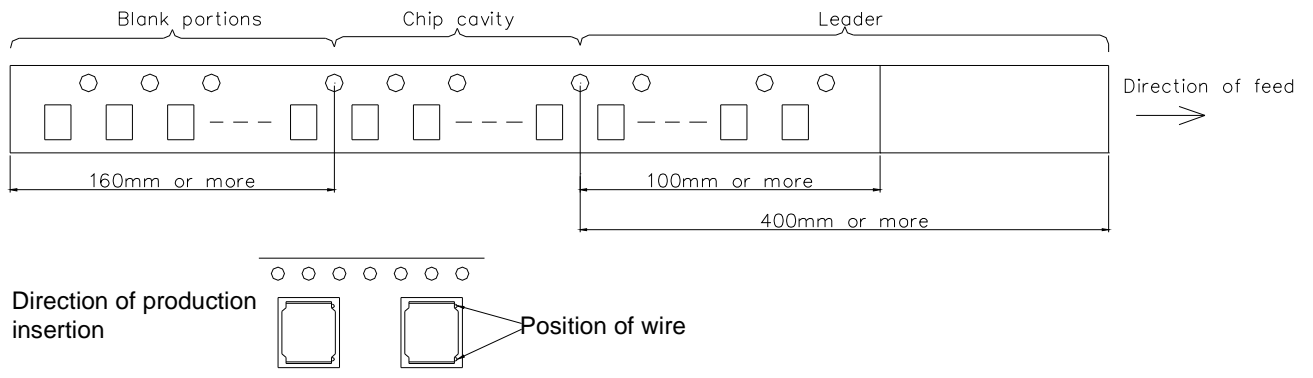 Blank portions
Chip cavity
Leader
Direction of feed
160mm or more
100mm or more
400mm or more
Direction of production
insertion
Position of wire